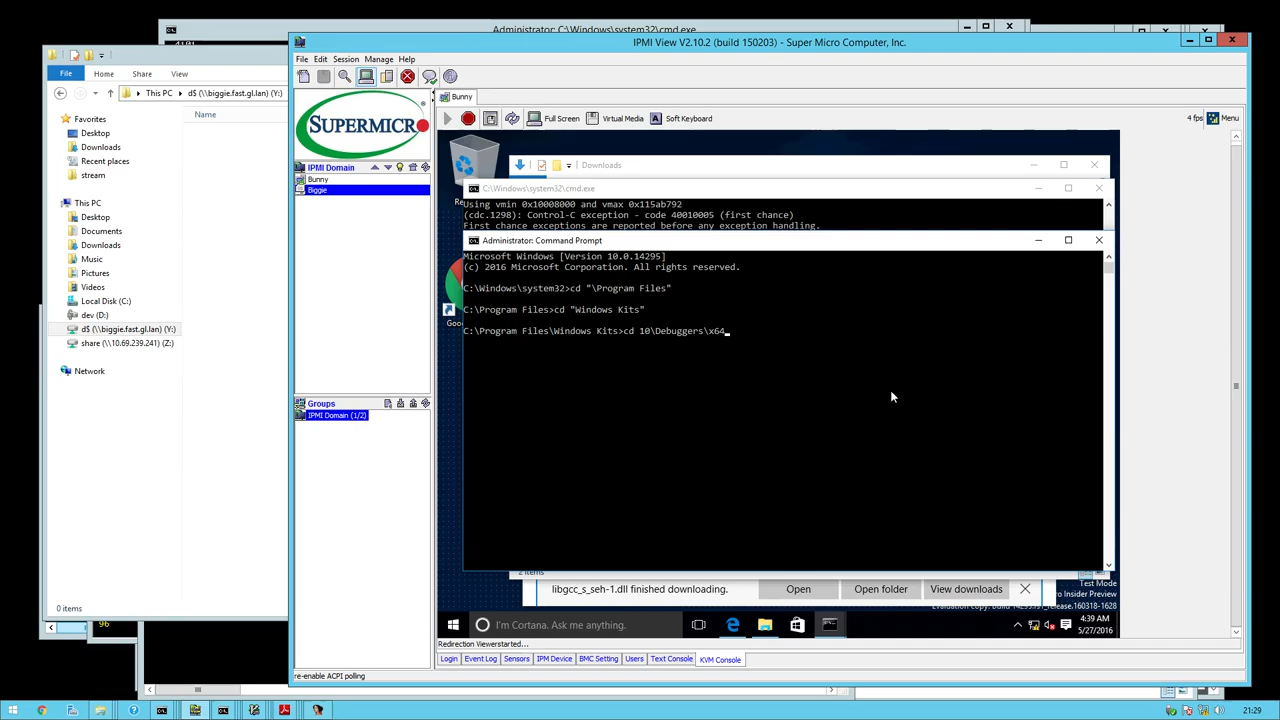 Administrator: C:\Windows\system32\cmd.exe
IPMI View V2.10.2 (build 150203) - Super Micro Computer, Inc.
File Edit Session Manage Help
File Home Share View
This PC d$ (\\biggie.fast.gl.lan) (Y:)
Name
Favorites
Desktop
Downloads
Recent places
stream
This PC
Desktop
Documents
Downloads
Music
Pictures
Videos
Local Disk (C:)
dev (D:)
d$ (\\biggie.fast.gl.lan) (Y:)
share (\\10.69.239.241) (Z:)
Network
0 items
96
SUPERMICRO
IPMI Domain
Bunny
Biggie
Groups
IPMI Domain (1/2)
Bunny
Full Screen Virtual Media Soft Keyboard
4 fps Menu
Downloads
C:\Windows\system32\cmd.exe
Using vmin 0x10008000 and vmax 0x115ab792
(cdc.1298): Control-C exception - code 40010005 (first chance)
First chance exceptions are reported before any exception handling.
Administrator: Command Prompt
Microsoft Windows [Version 10.0.14295]
(c) 2016 Microsoft Corporation. All rights reserved.
C:\Windows\system32>cd "\Program Files"
C:\Program Files>cd "Windows Kits"
C:\Program Files\Windows Kits>cd 10\Debuggers\x64_
2 items
libgcc_s_seh-1.dll finished downloading. Open Open folder View downloads
Test Mode
Insider Preview
I'm Cortana. Ask me anything.
4:39 AM
5/27/2016
Redirection Viewerstarted...
Login Event Log Sensors IPMI Device BMC Setting Users Text Console KVM Console
re-enable ACPI polling
21:29